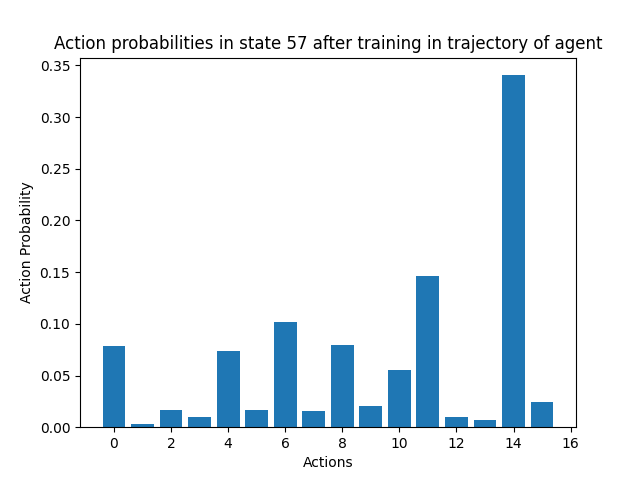 Action probabilities in state 57 after training in trajectory of agent
0.35
0.30
0.25
0.20
0.15
0.10
0.05
0.00
Action Probability
0 2 4 6 8 10 12 14 16
Actions